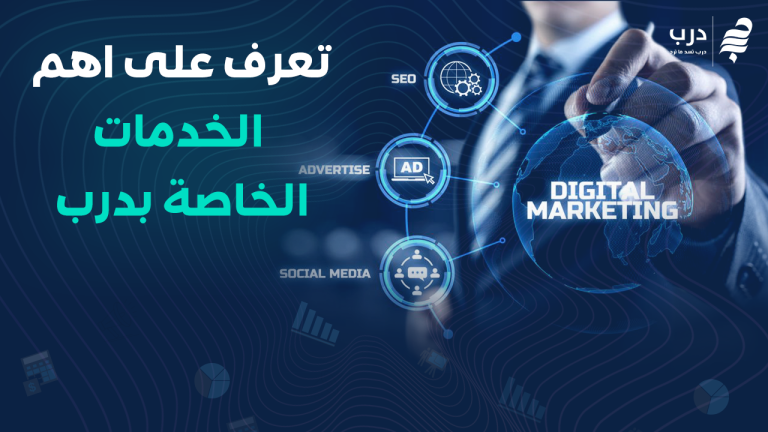 درب
تعرف على اهم
الخدمات
الخاصة بدرب
SEO
ADVERTISE
AD
SOCIAL MEDIA
DIGITAL
MARKETING